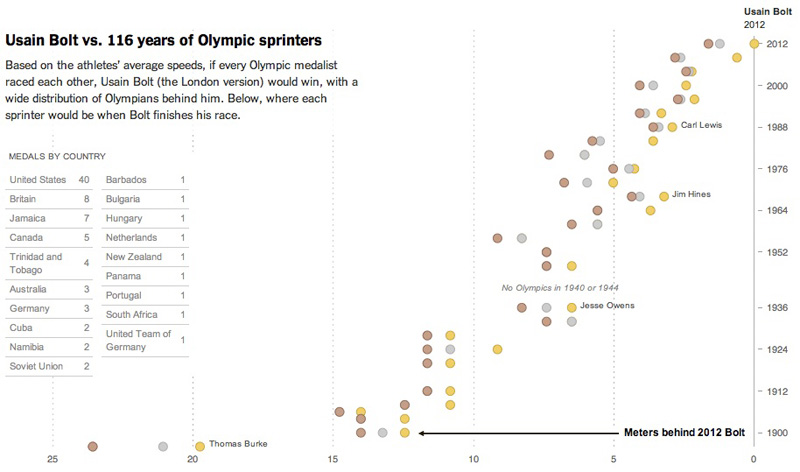 Usain Bolt
2012
Usain Bolt vs. 116 years of Olympic sprinters
Based on the athletes' average speeds, if every Olympic medalist
raced each other, Usain Bolt (the London version) would win, with a
wide distribution of Olympians behind him. Below, where each
sprinter would be when Bolt finishes his race.
MEDALS BY COUNTRY
United States 40
Britain 8
Jamaica 7
Canada 5
Trinidad and
Tobago 4
Australia 3
Germany 3
Cuba 2
Namibia 2
Soviet Union 2
Barbados 1
Bulgaria 1
Hungary 1
Netherlands 1
New Zealand 1
Panama 1
Portugal 1
South Africa 1
United Team of
Germany 1
2012
2000
Carl Lewis
1988
1976
Jim Hines
1964
1952
No Olympics in 1940 or 1944
Jesse Owens
1936
1924
1912
Meters behind 2012 Bolt
1900
Thomas Burke
25 20 15 10 5 0